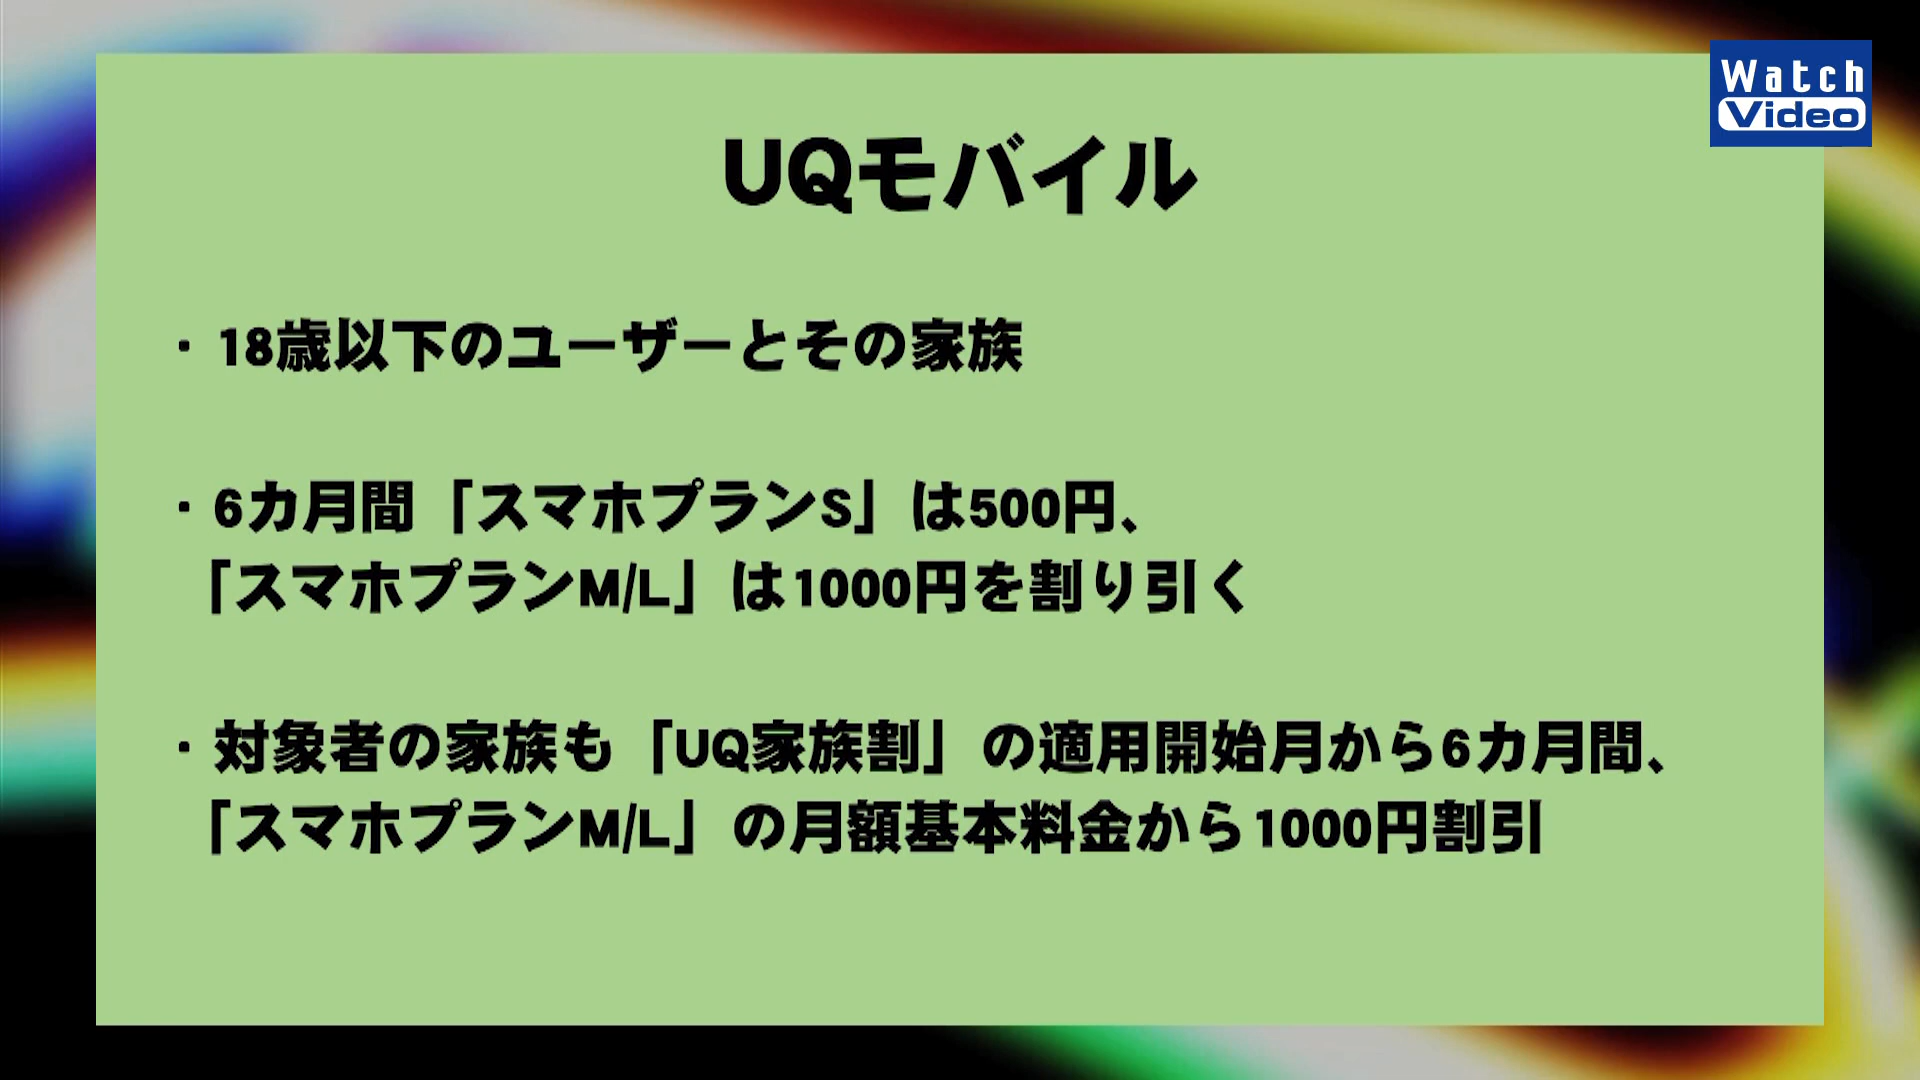 Watch
Video
UQモバイル
・18歳以下のユーザーとその家族
・6カ月間「スマホプランS」は500円、
「スマホプランM/L」は1000円を割り引く
・対象者の家族も「UQ家族割」の適用開始月から6カ月間、
「スマホプランM/L」の月額基本料金から1000円割引